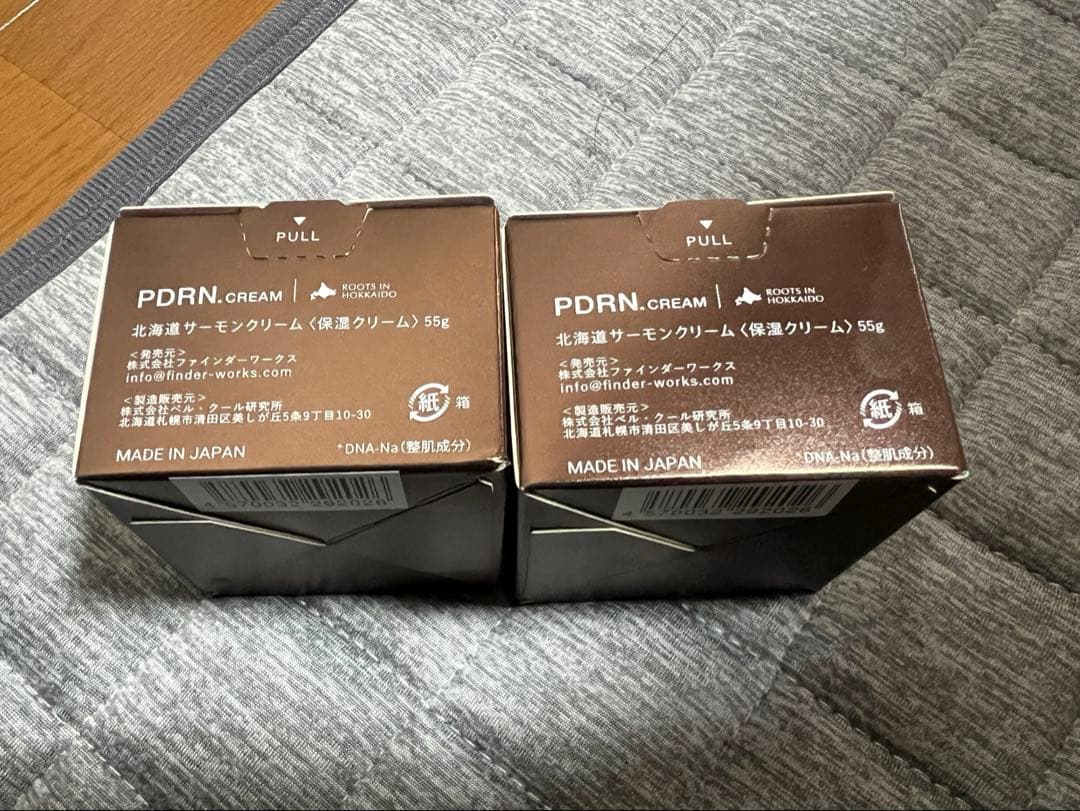 PULL
PDRN.CREAM
ROOTS IN
HOKKAIDO
北海道サーモンクリーム〈保湿クリーム〉55g
<発売元>
株式会社ファインダーワークス
info@finder-works.com
<製造販売元>
株式会社ベル・クール研究所
北海道札幌市清田区美しが丘5条9丁目10-30
紙 箱
MADE IN JAPAN
*DNA-Na(整肌成分)
4 570032 292026
PULL
PDRN.CREAM
ROOTS IN
HOKKAIDO
北海道サーモンクリーム〈保湿クリーム〉55g
<発売元>
株式会社ファインダーワークス
info@finder-works.com
<製造販売元>
株式会社ベル・クール研究所
北海道札幌市清田区美しが丘5条9丁目10-30
紙 箱
MADE IN JAPAN
*DNA-Na(整肌成分)